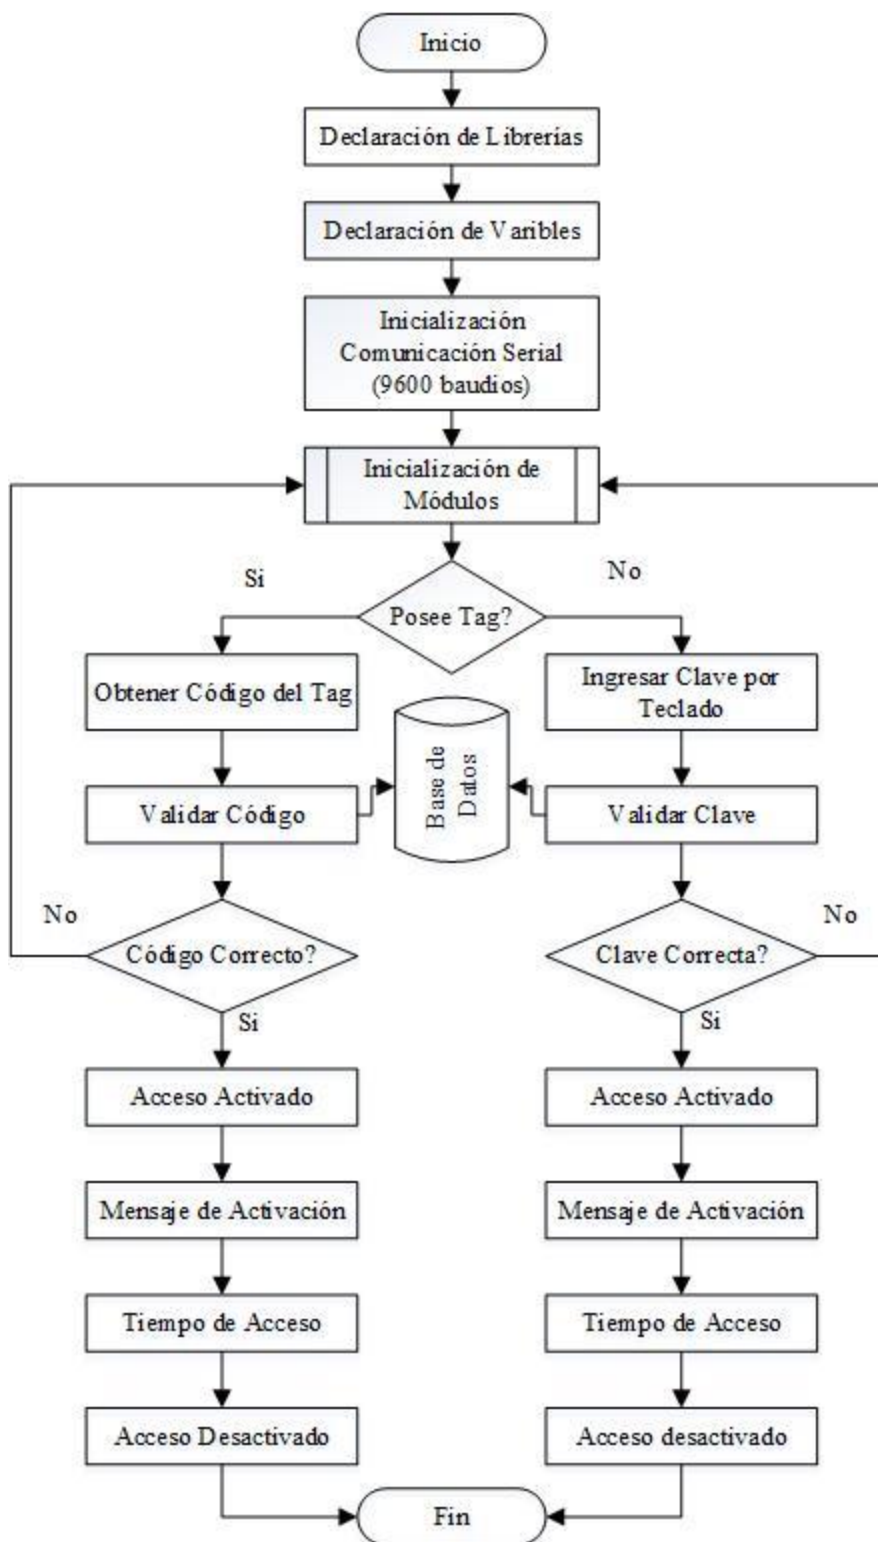 Inicio
Declaración de Librerías
Declaración de Varibles
Inicialización
Comunicación Serial
(9600 baudios)
Inicialización de
Módulos
Si
No
Posee Tag?
Obtener Código del Tag
Ingresar Clave por
Teclado
Base de
Datos
Validar Código
Validar Clave
No
Código Correcto?
Si
Clave Correcta?
No
Si
Acceso Activado
Acceso Activado
Mensaje de Activación
Mensaje de Activación
Tiempo de Acceso
Tiempo de Acceso
Acceso Desactivado
Acceso desactivado
Fin